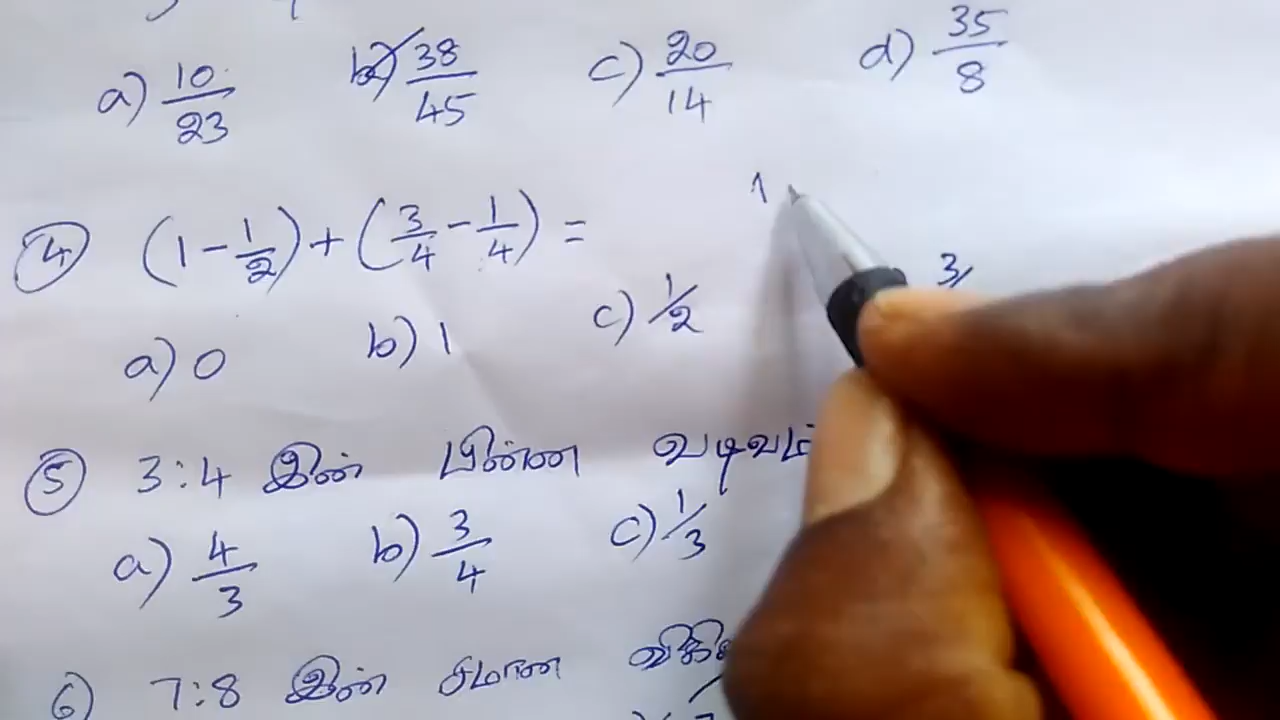 a) 10/23 b) 38/45 c) 20/14 d) 35/8
④ (1 - 1/2) + (3/4 - 1/4) = 1
a) 0 b) 1 c) 1/2 3/
⑤ 3:4 இன் பின்ன வடிவம்
a) 4/3 b) 3/4 c) 1/3
6) 7:8 இன் சமான